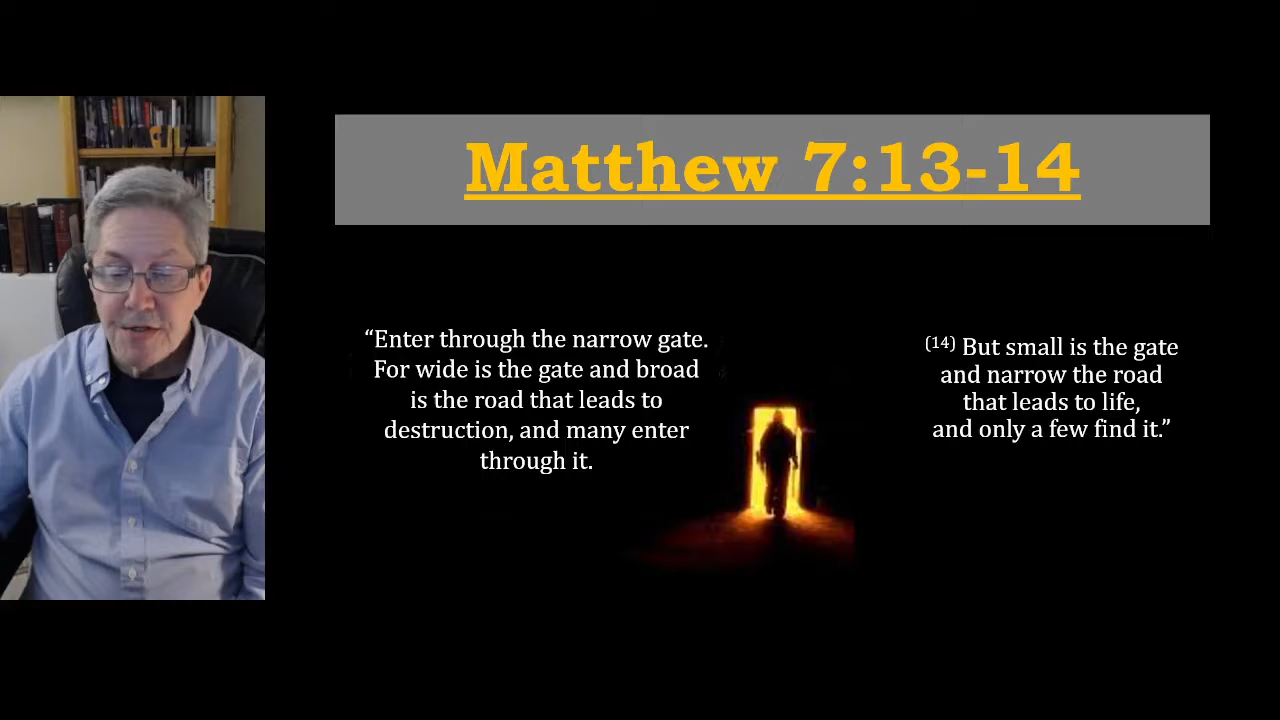 Matthew 7:13-14
“Enter through the narrow gate.
For wide is the gate and broad
is the road that leads to
destruction, and many enter
through it.
(14) But small is the gate
and narrow the road
that leads to life,
and only a few find it.”